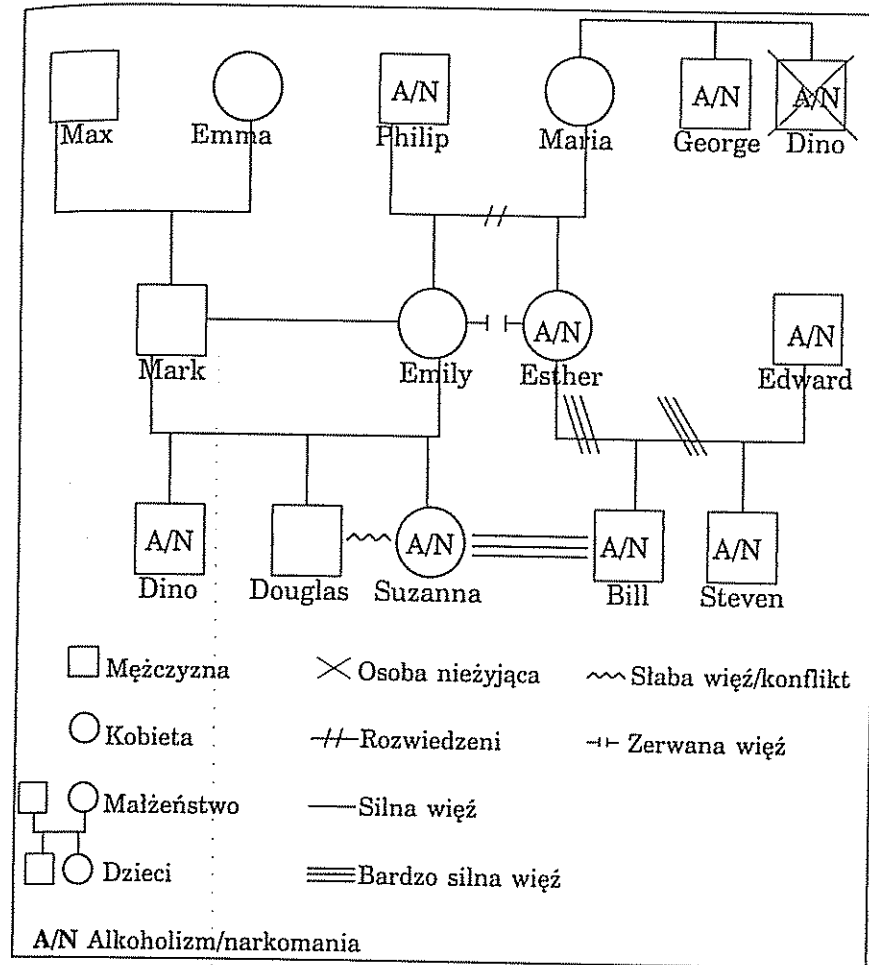 A/N A/N A/N
Max Emma Philip Maria George Dino
A/N A/N
Mark Emily Esther Edward
A/N A/N A/N A/N
Dino Douglas Suzanna Bill Steven
Mężczyzna Osoba nieżyjąca Słaba więź/konflikt
Kobieta Rozwiedzeni Zerwana więź
Małżeństwo Silna więź
Dzieci Bardzo silna więź
A/N Alkoholizm/narkomania